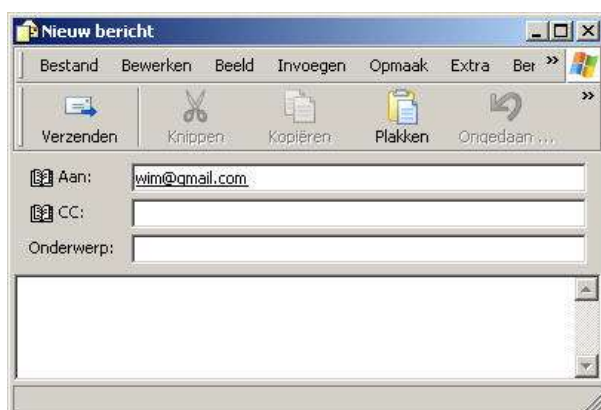 Nieuw bericht
Bestand Bewerken Beeld Invoegen Opmaak Extra Ber »
Verzenden Knippen Kopiëren Plakken Ongedaan ... »
Aan: wim@gmail.com
CC:
Onderwerp: